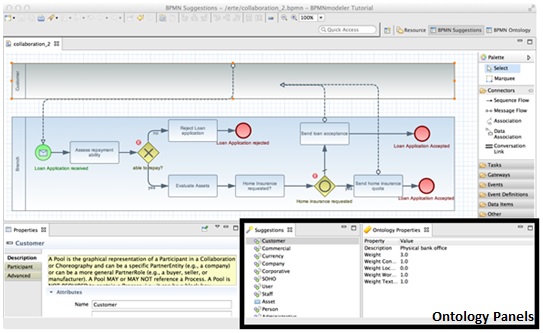 BPMN Suggestions - /erte/collaboration_2.bpmn - BPMNmodeler Tutorial
100%
Quick Access
Resource
BPMN Suggestions
BPMN Ontology
collaboration_2
Customer
Branch
Loan Application received
Assess repayment ability
able to repay?
no
yes
Reject Loan application
Loan Application rejected
Evaluate Assets
Home Insurance requested?
Home insurance requested?
yes
Send loan acceptance
Loan Application Accepted
Send home insurance quote
Loan Application Accepted
Palette
Select
Marquee
Connectors
Sequence Flow
Message Flow
Association
Data Association
Conversation Link
Tasks
Gateways
Events
Event Definitions
Data Items
Other
Properties
Customer
Description
Participant
Advanced
A Pool is the graphical representation of a Participant in a Collaboration or Choreography and can be a specific PartnerEntity (e.g., a company) or can be a more general PartnerRole (e.g., a buyer, seller, or manufacturer). A Pool MAY or MAY NOT reference a Process. A Pool is
Attributes
Name
Customer
Suggestions
Customer
Commercial
Currency
Company
Corporative
SOHO
User
Staff
Asset
Person
Ontology Properties
Property
Value
Description
Physical bank office
Weight
3.0
Weight Con...
1.0
Weight Loc...
0.0
Weight Wor...
0.0
Weight Text...
1.0
Ontology Panels